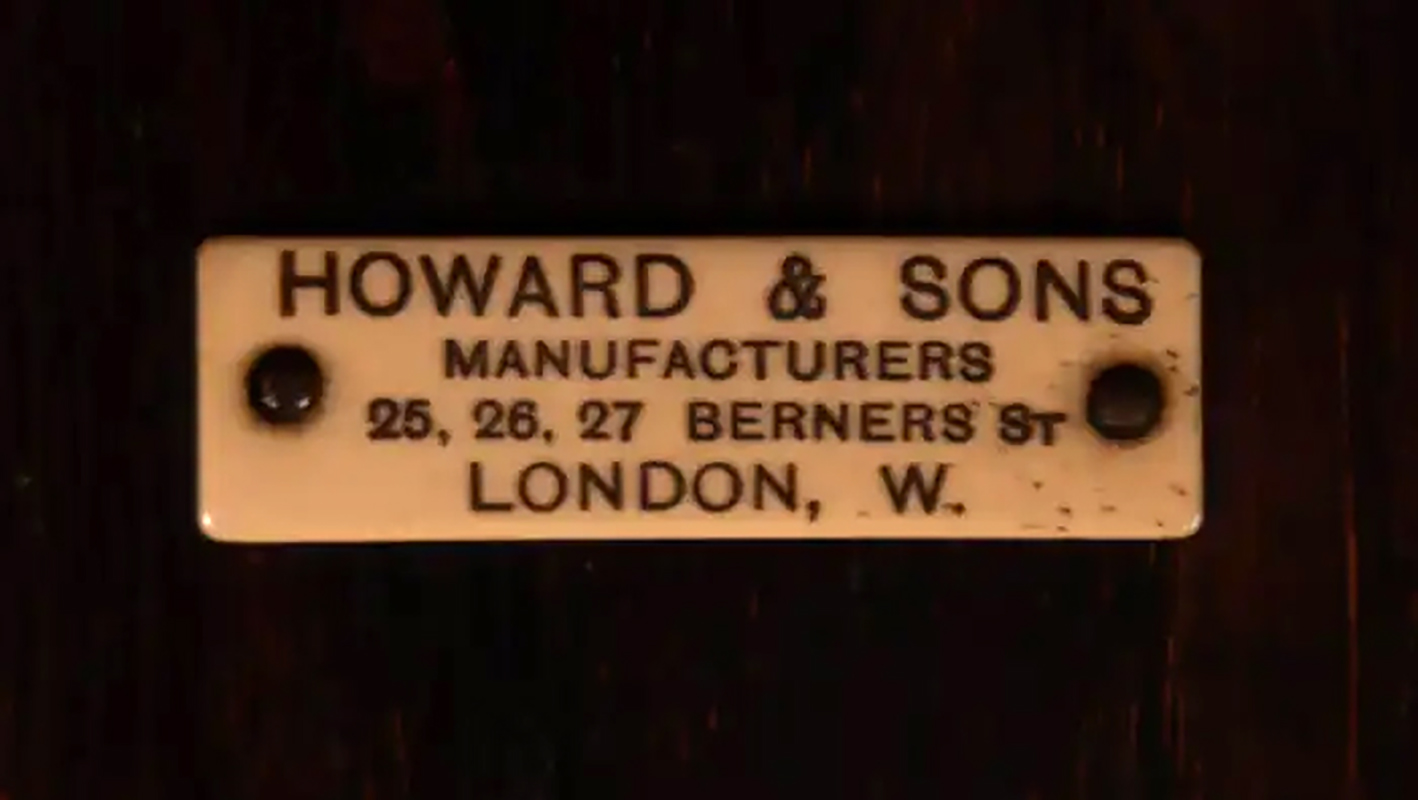 HOWARD & SONS
MANUFACTURERS
25, 26, 27 BERNERS ST
LONDON, W.